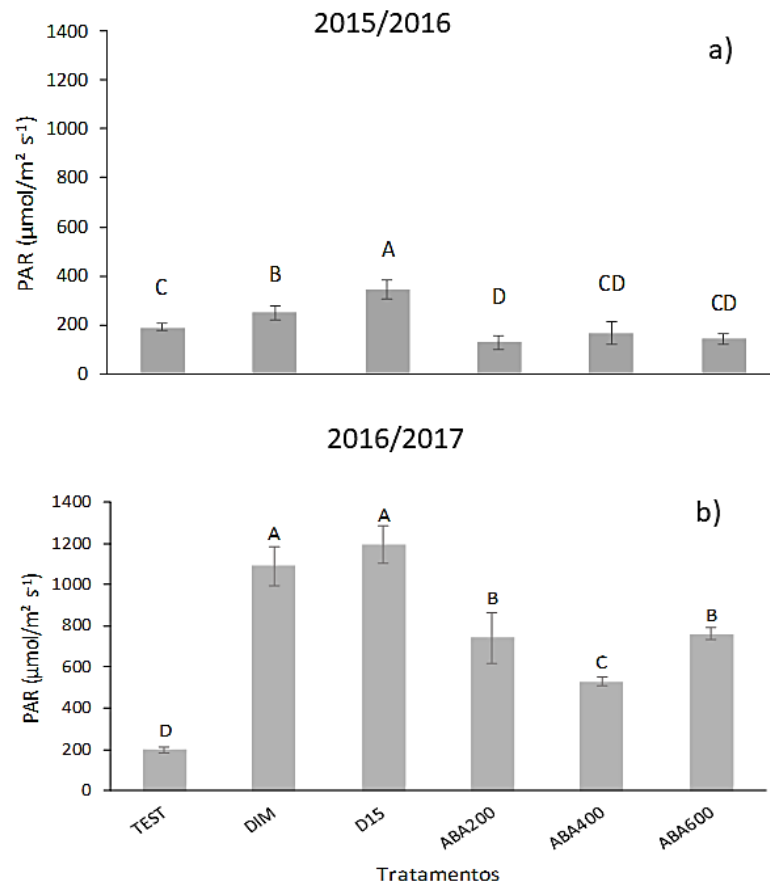 2015/2016
a)
PAR (µmol/m² s⁻¹)
1400
1200
1000
800
600
400
200
0
C
B
A
D
CD
CD
2016/2017
b)
PAR (µmol/m² s⁻¹)
1400
1200
1000
800
600
400
200
0
D
A
A
B
C
B
TEST
DIM
D15
ABA200
ABA400
ABA600
Tratamentos